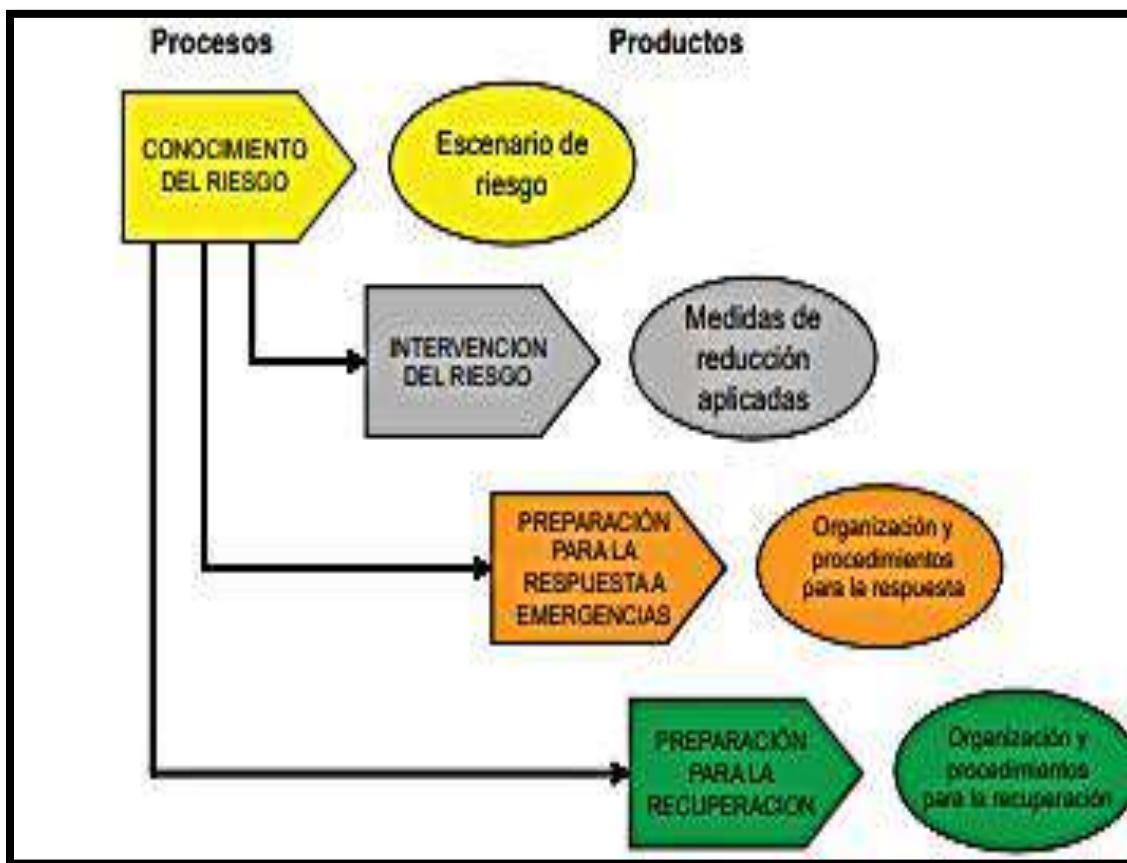 Procesos
Productos
CONOCIMIENTO
DEL RIESGO
Escenario de
riesgo
INTERVENCION
DEL RIESGO
Medidas de
reducción
aplicadas
PREPARACIÓN
PARA LA
RESPUESTA A
EMERGENCIAS
Organización y
procedimientos
para la respuesta
PREPARACIÓN
PARA LA
RECUPERACION
Organización y
procedimientos
para la recuperación